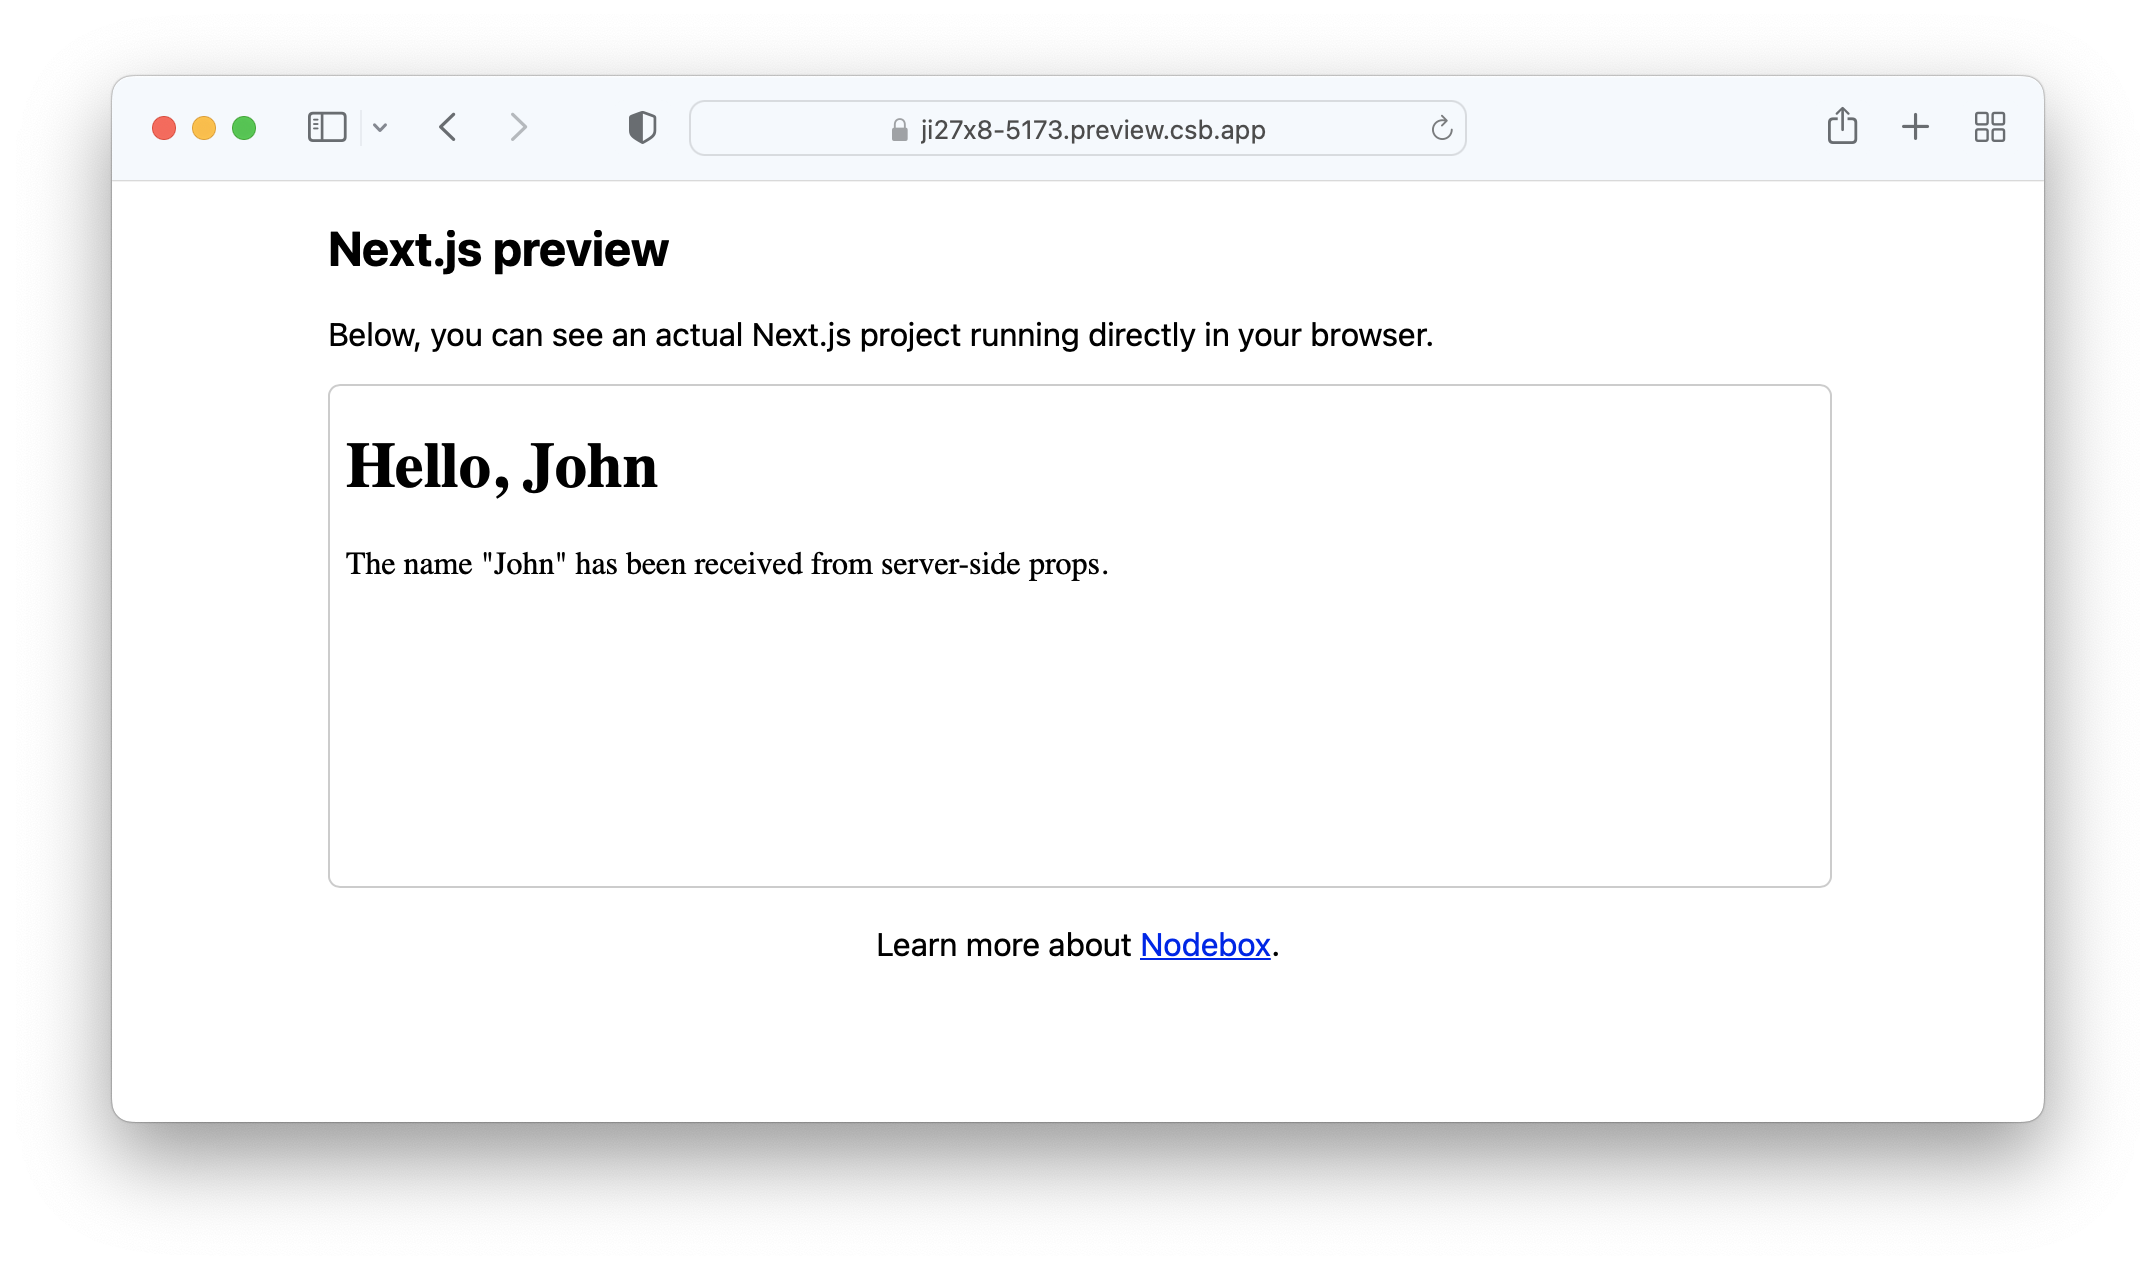 ji27x8-5173.preview.csb.app
Next.js preview
Below, you can see an actual Next.js project running directly in your browser.
Hello, John
The name "John" has been received from server-side props.
Learn more about Nodebox.